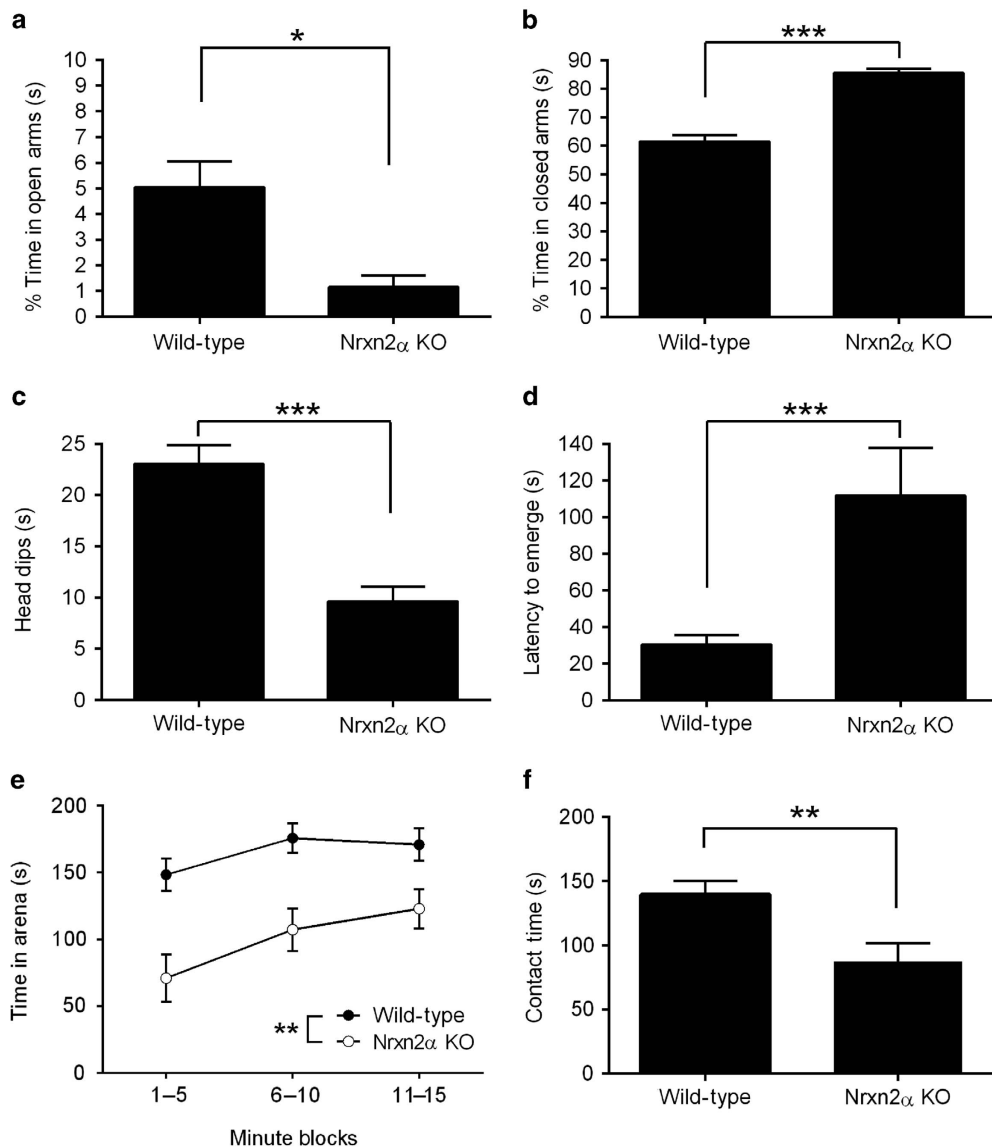 a
*
% Time in open arms (s)
10
9
8
7
6
5
4
3
2
1
0
Wild-type
Nrxn2α KO
b
***
% Time in closed arms (s)
90
80
70
60
50
40
30
20
10
0
Wild-type
Nrxn2α KO
c
***
Head dips (s)
25
20
15
10
5
0
Wild-type
Nrxn2α KO
d
***
Latency to emerge (s)
140
120
100
80
60
40
20
0
Wild-type
Nrxn2α KO
e
Time in arena (s)
200
150
100
50
0
** Wild-type
Nrxn2α KO
1–5
6–10
11–15
Minute blocks
f
**
Contact time (s)
200
150
100
50
0
Wild-type
Nrxn2α KO